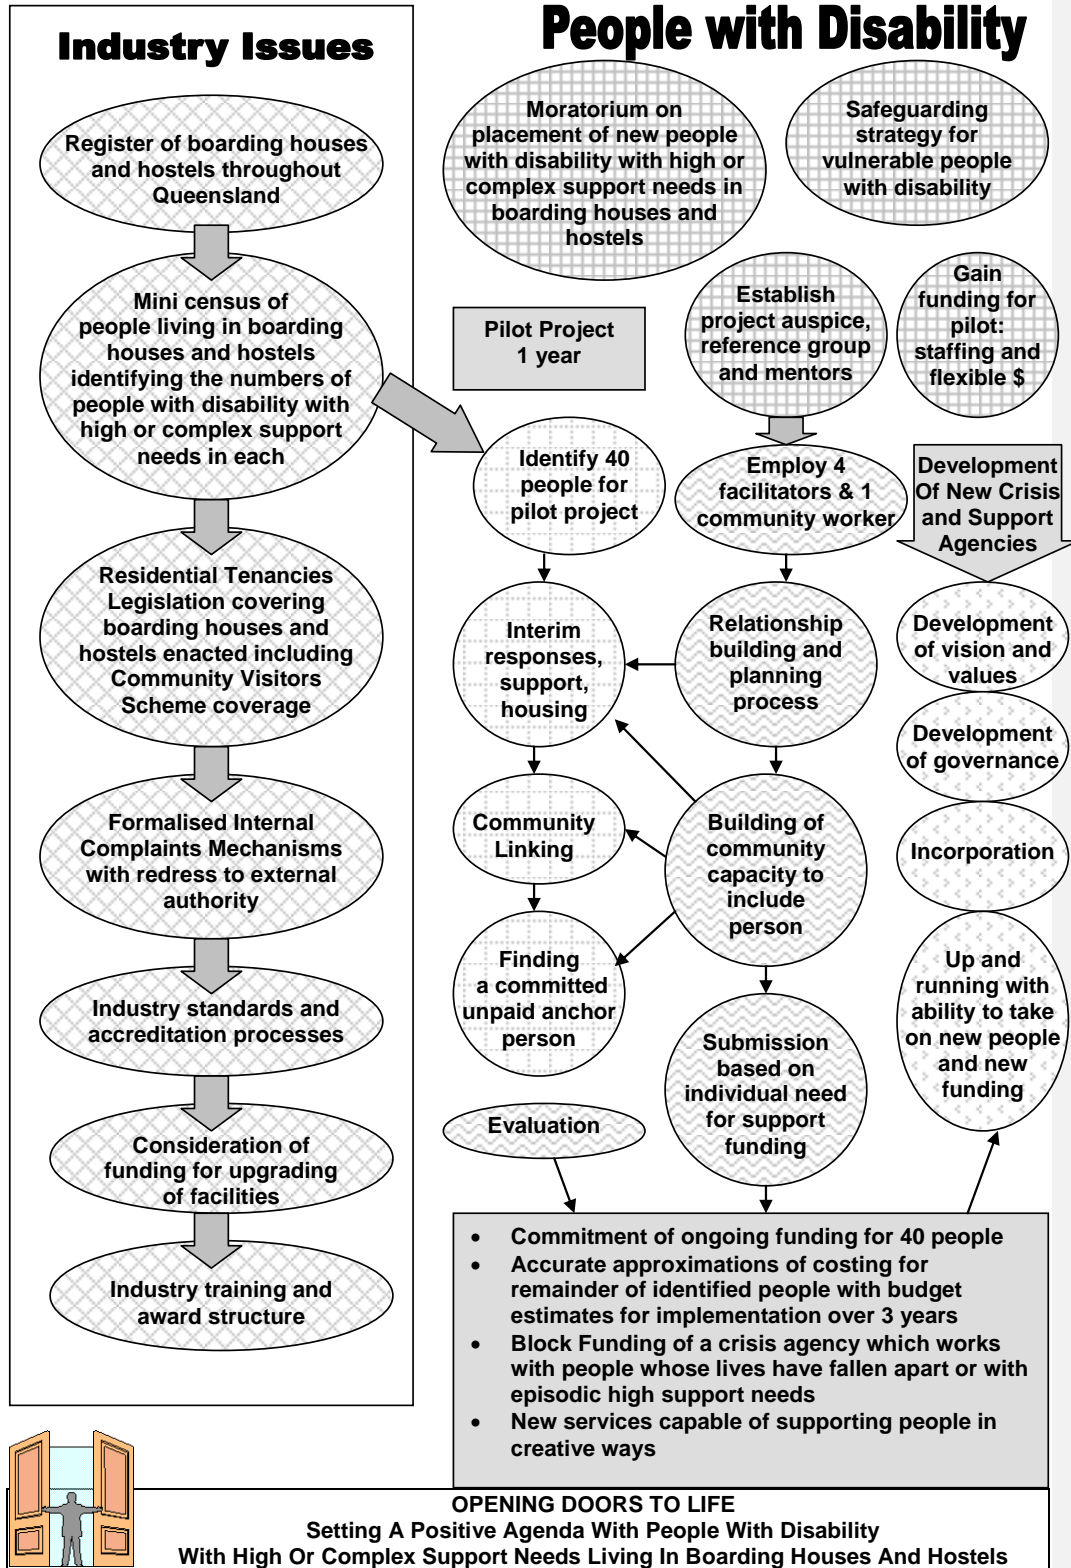 Industry Issues
Register of boarding houses
and hostels throughout
Queensland
Mini census of
people living in boarding
houses and hostels
identifying the numbers of
people with disability with
high or complex support
needs in each
Residential Tenancies
Legislation covering
boarding houses and
hostels enacted including
Community Visitors
Scheme coverage
Formalised Internal
Complaints Mechanisms
with redress to external
authority
Industry standards and
accreditation processes
Consideration of
funding for upgrading
of facilities
Industry training and
award structure
People with Disability
Moratorium on
placement of new people
with disability with high or
complex support needs in
boarding houses and
hostels
Safeguarding
strategy for
vulnerable people
with disability
Pilot Project
1 year
Establish
project auspice,
reference group
and mentors
Gain
funding for
pilot:
staffing and
flexible $
Identify 40
people for
pilot project
Employ 4
facilitators & 1
community worker
Development
Of New Crisis
and Support
Agencies
Interim
responses,
support,
housing
Relationship
building and
planning
process
Development
of vision and
values
Development
of governance
Community
Linking
Building of
community
capacity to
include
person
Incorporation
Finding
a committed
unpaid anchor
person
Submission
based on
individual need
for support
funding
Up and
running with
ability to take
on new people
and new
funding
Evaluation
• Commitment of ongoing funding for 40 people
• Accurate approximations of costing for
remainder of identified people with budget
estimates for implementation over 3 years
• Block Funding of a crisis agency which works
with people whose lives have fallen apart or with
episodic high support needs
• New services capable of supporting people in
creative ways
OPENING DOORS TO LIFE
Setting A Positive Agenda With People With Disability
With High Or Complex Support Needs Living In Boarding Houses And Hostels